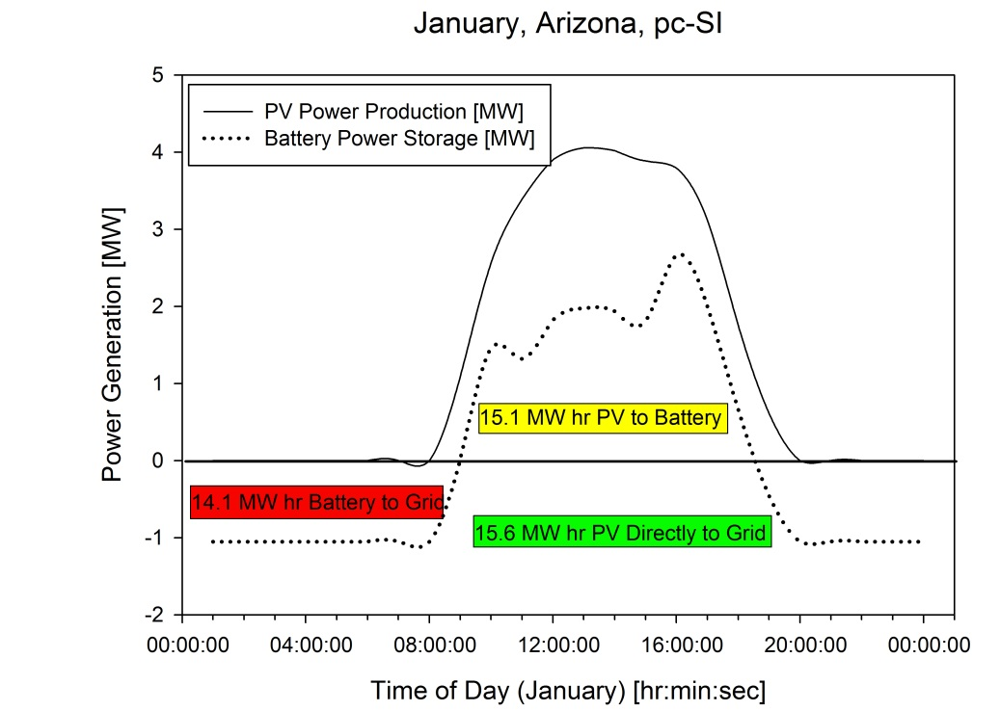 January, Arizona, pc-SI
PV Power Production [MW]
Battery Power Storage [MW]
Power Generation [MW]
5
4
3
2
1
0
-1
-2
15.1 MW hr PV to Battery
14.1 MW hr Battery to Grid
15.6 MW hr PV Directly to Grid
00:00:00 04:00:00 08:00:00 12:00:00 16:00:00 20:00:00 00:00:00
Time of Day (January) [hr:min:sec]